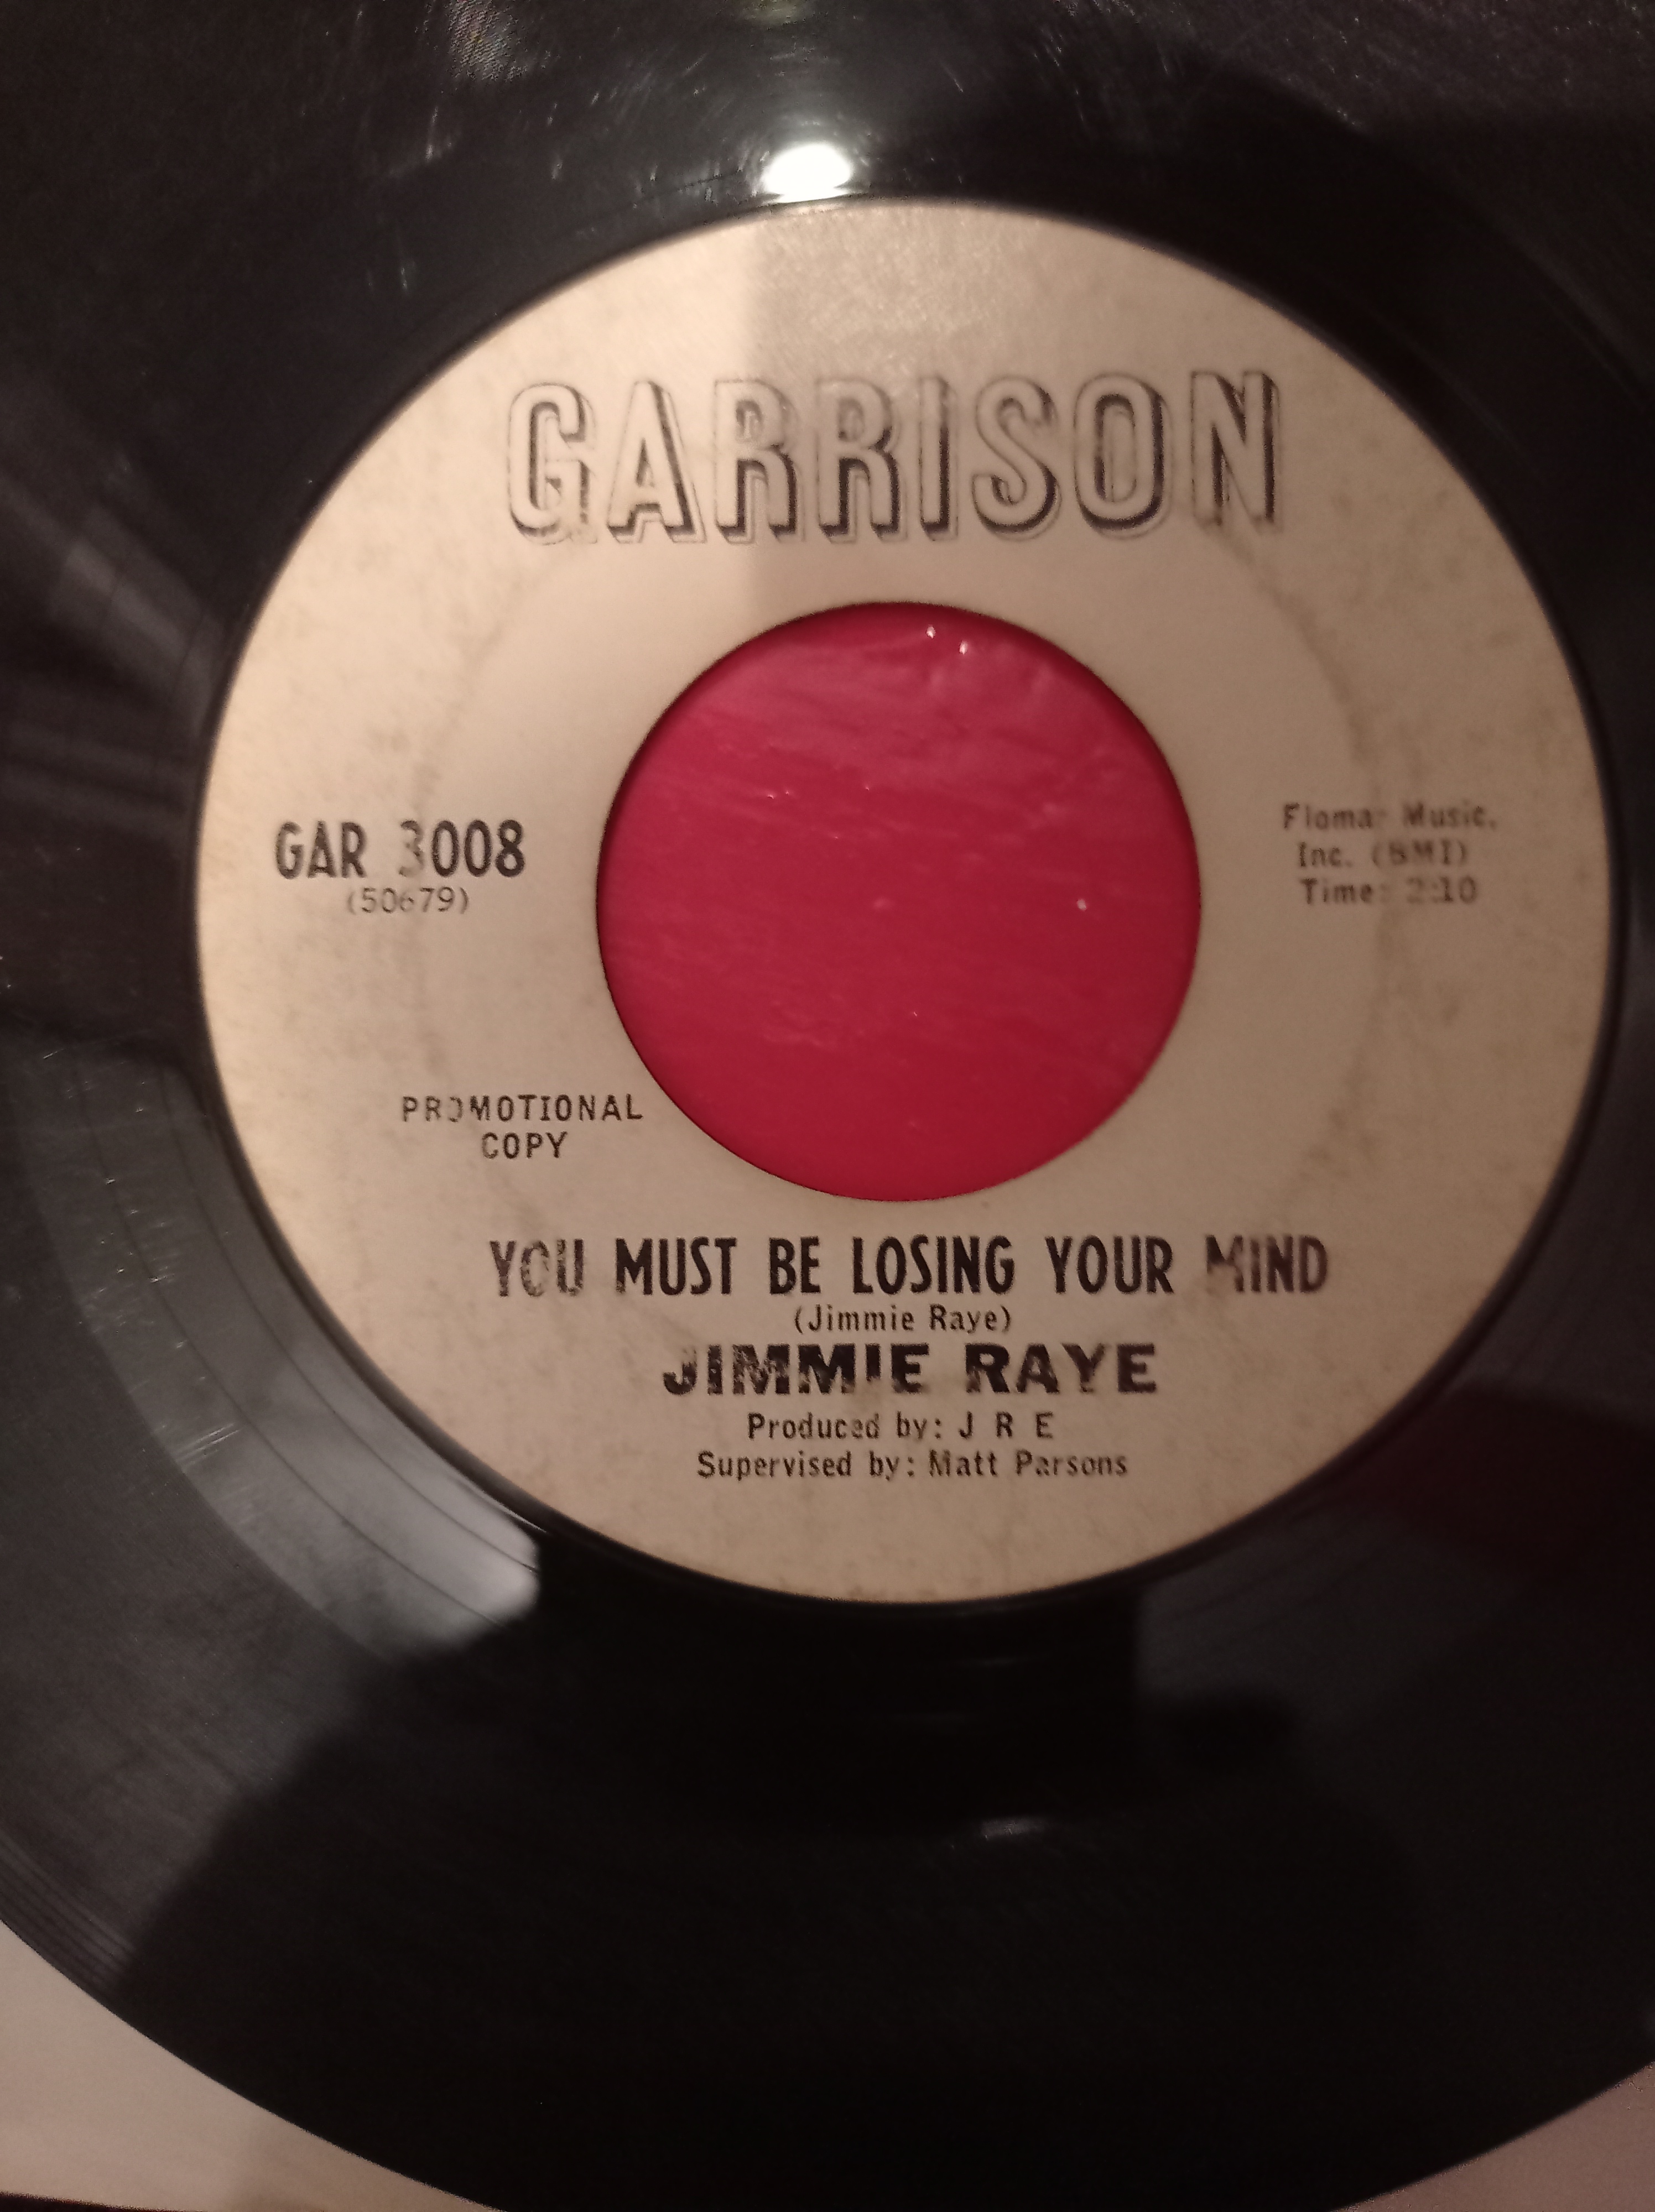 GARRISON
GAR 3008
(50679)
Flomar Music,
Inc. (BMI)
Time: 2:10
PROMOTIONAL
COPY
YOU MUST BE LOSING YOUR MIND
(Jimmie Raye)
JIMMIE RAYE
Produced by: J R E
Supervised by: Matt Parsons